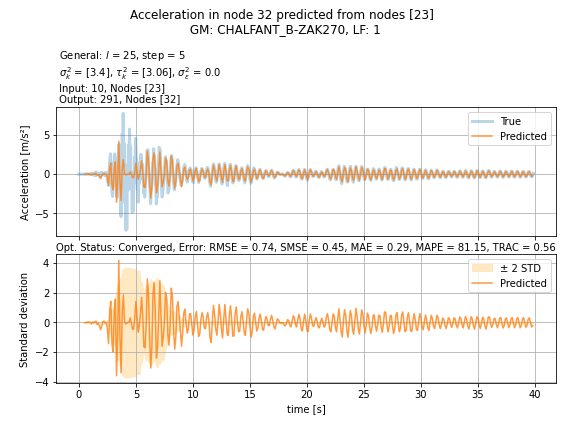 Acceleration in node 32 predicted from nodes [23]
GM: CHALFANT_B-ZAK270, LF: 1
General: l = 25, step = 5
σ²ₖ = [3.4], τ²ₖ = [3.06], σ²_ε = 0.0
Input: 10, Nodes [23]
Output: 291, Nodes [32]
Acceleration [m/s²]
5
0
−5
True
Predicted
Opt. Status: Converged, Error: RMSE = 0.74, SMSE = 0.45, MAE = 0.29, MAPE = 81.15, TRAC = 0.56
Standard deviation
4
2
0
−2
−4
± 2 STD
Predicted
0 5 10 15 20 25 30 35 40
time [s]